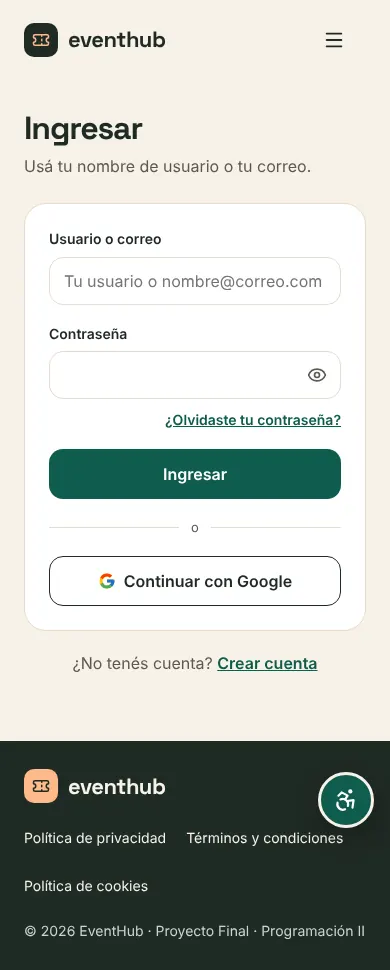 eventhub
Ingresar
Usá tu nombre de usuario o tu correo.
Usuario o correo
Tu usuario o nombre@correo.com
Contraseña
¿Olvidaste tu contraseña?
Ingresar
o
Continuar con Google
¿No tenés cuenta? Crear cuenta
eventhub
Política de privacidad Términos y condiciones
Política de cookies
© 2026 EventHub · Proyecto Final · Programación II